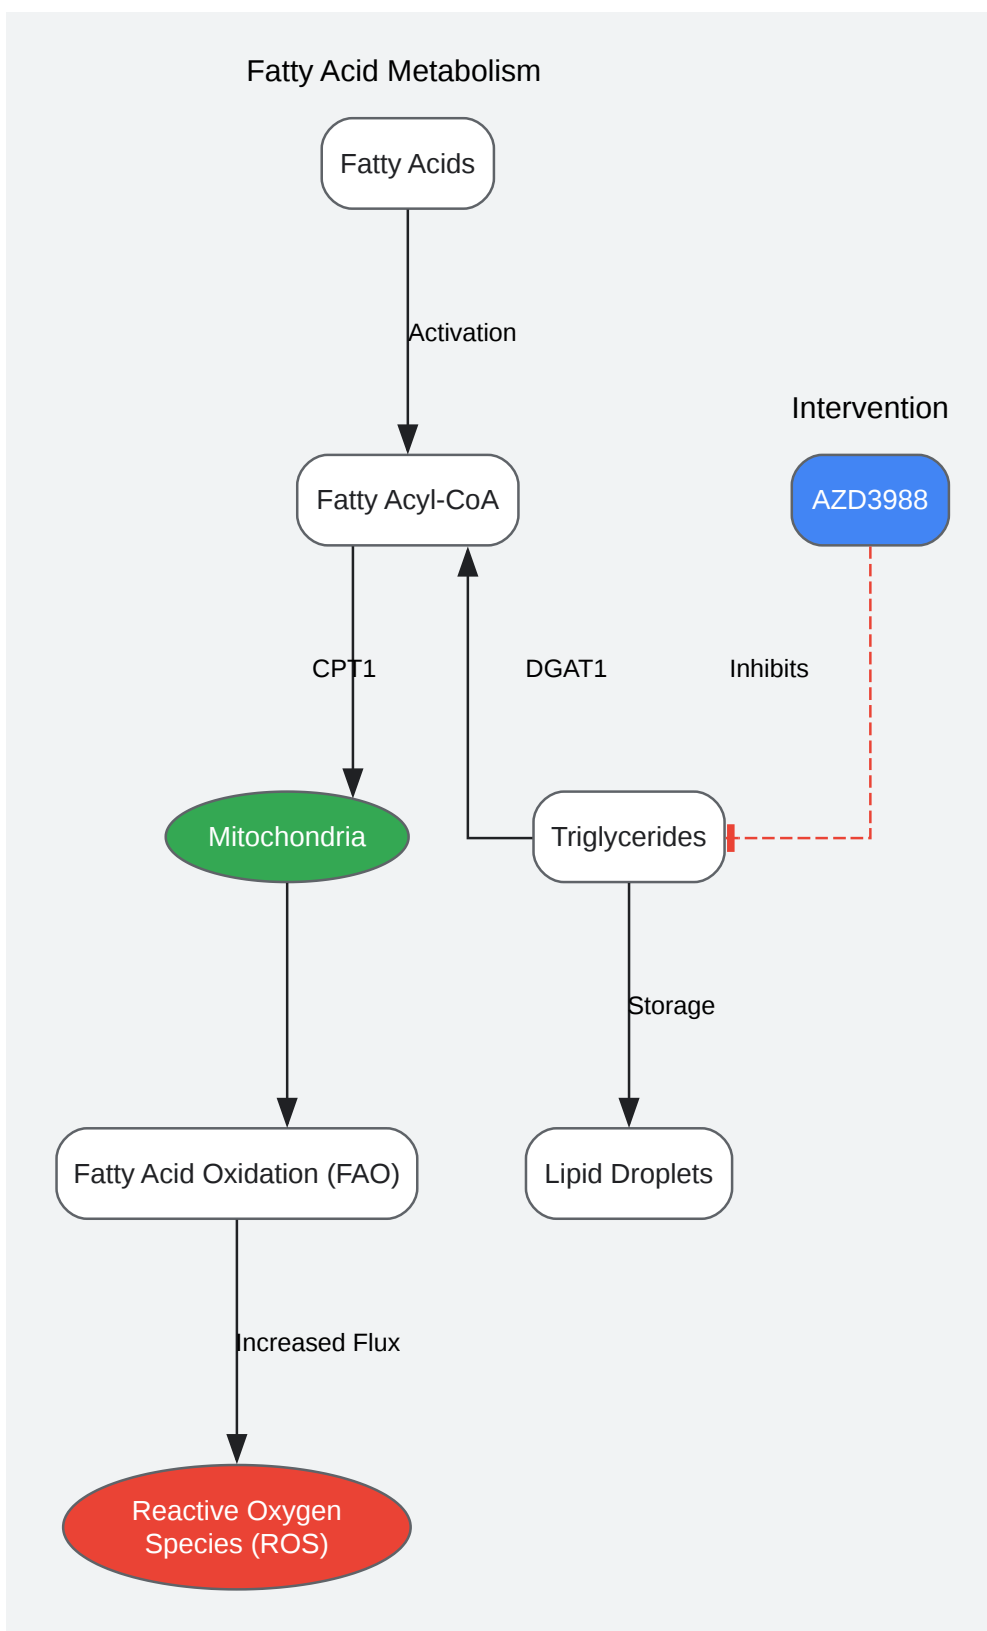 Fatty Acid Metabolism
Fatty Acids
Activation
Intervention
Fatty Acyl-CoA
AZD3988
CPT1
DGAT1
Inhibits
Mitochondria
Triglycerides
Storage
Fatty Acid Oxidation (FAO)
Lipid Droplets
Increased Flux
Reactive Oxygen
Species (ROS)